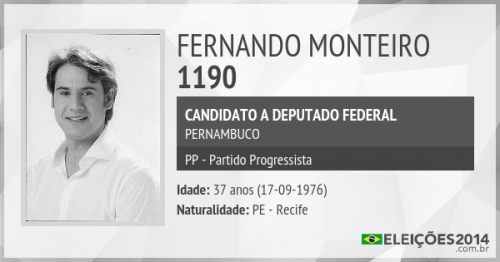 FERNANDO MONTEIRO
1190
CANDIDATO A DEPUTADO FEDERAL
PERNAMBUCO
PP - Partido Progressista
Idade: 37 anos (17-09-1976)
Naturalidade: PE - Recife
ELEIÇÕES2014
.com.br